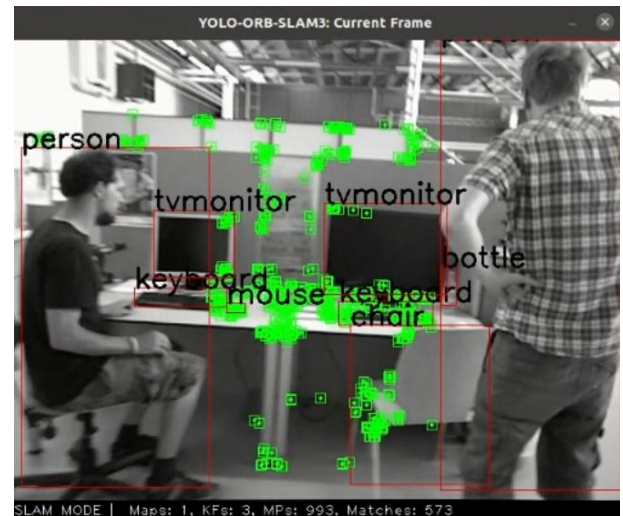 YOLO-ORB-SLAM3: Current Frame
person
person
tvmonitor
tvmonitor
bottle
keyboard
mouse
keyboard
chair
SLAM MODE | Maps: 1, KFs: 3, MPs: 993, Matches: 573